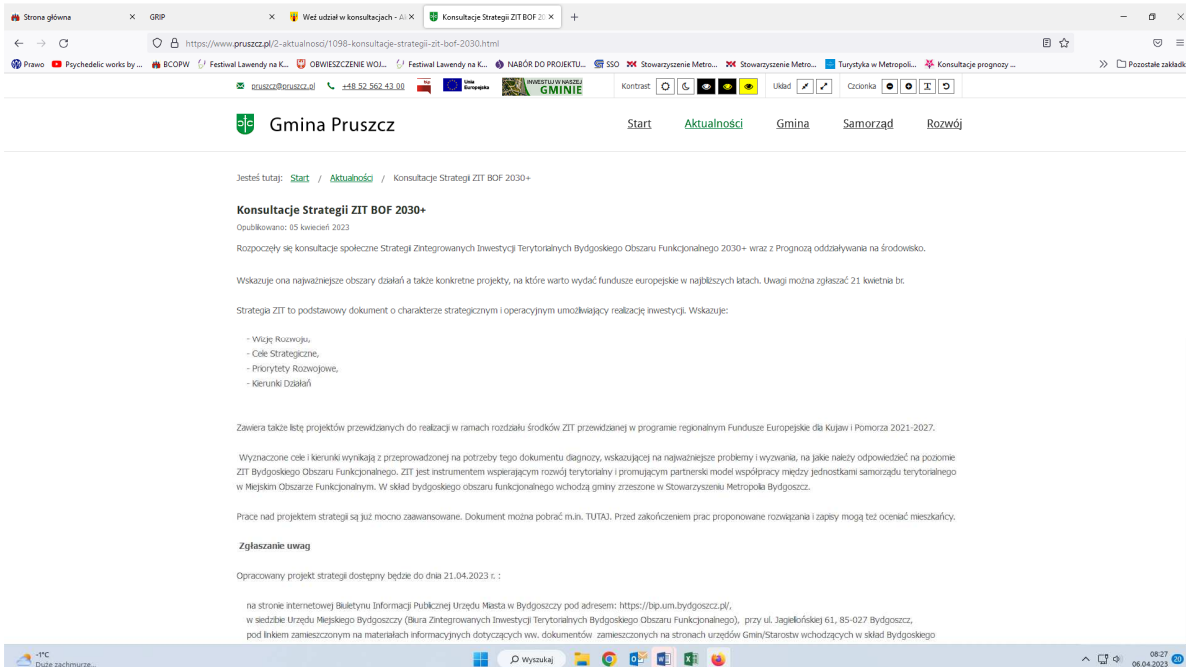 Strona główna
GRIP
Weź udział w konsultacjach - Al
Konsultacje Strategii ZIT BOF 20
https://www.pruszcz.pl/2-aktualnosci/1098-konsultacje-strategii-zit-bof-2030.html
Prawo
Psychedelic works by ...
BCOPW
Festiwal Lawendy na K...
OBWIESZCZENIE WOJ...
Festiwal Lawendy na K...
NABÓR DO PROJEKTU...
SSO
Stowarzyszenie Metro...
Stowarzyszenie Metro...
Turystyka w Metropoli...
Konsultacje prognozy ...
Pozostałe zakładk
pruszcz@pruszcz.pl
+48 52 562 43 00
bip
Unia
Europejska
INWESTUJ W NASZEJ
GMINIE
Kontrast
Układ
Czcionka
Gmina Pruszcz
Start
Aktualności
Gmina
Samorząd
Rozwój
Jesteś tutaj: Start / Aktualności / Konsultacje Strategii ZIT BOF 2030+
Konsultacje Strategii ZIT BOF 2030+
Opublikowano: 05 kwiecień 2023
Rozpoczęły się konsultacje społeczne Strategii Zintegrowanych Inwestycji Terytorialnych Bydgoskiego Obszaru Funkcjonalnego 2030+ wraz z Prognozą oddziaływania na środowisko.
Wskazuje ona najważniejsze obszary działań a także konkretne projekty, na które warto wydać fundusze europejskie w najbliższych latach. Uwagi można zgłaszać 21 kwietnia br.
Strategia ZIT to podstawowy dokument o charakterze strategicznym i operacyjnym umożliwiający realizację inwestycji. Wskazuje:
- Wizję Rozwoju,
- Cele Strategiczne,
- Priorytety Rozwojowe,
- Kierunki Działań
Zawiera także listę projektów przewidzianych do realizacji w ramach rozdziału środków ZIT przewidzianej w programie regionalnym Fundusze Europejskie dla Kujaw i Pomorza 2021-2027.
Wyznaczone cele i kierunki wynikają z przeprowadzonej na potrzeby tego dokumentu diagnozy, wskazującej na najważniejsze problemy i wyzwania, na jakie należy odpowiedzieć na poziomie
ZIT Bydgoskiego Obszaru Funkcjonalnego. ZIT jest instrumentem wspierającym rozwój terytorialny i promującym partnerski model współpracy między jednostkami samorządu terytorialnego
w Miejskim Obszarze Funkcjonalnym. W skład bydgoskiego obszaru funkcjonalnego wchodzą gminy zrzeszone w Stowarzyszeniu Metropolia Bydgoszcz.
Prace nad projektem strategii są już mocno zaawansowane. Dokument można pobrać m.in. TUTAJ. Przed zakończeniem prac proponowane rozwiązania i zapisy mogą też oceniać mieszkańcy.
Zgłaszanie uwag
Opracowany projekt strategii dostępny będzie do dnia 21.04.2023 r. :
na stronie internetowej Biuletynu Informacji Publicznej Urzędu Miasta w Bydgoszczy pod adresem: https://bip.um.bydgoszcz.pl/,
w siedzibie Urzędu Miejskiego Bydgoszczy (Biura Zintegrowanych Inwestycji Terytorialnych Bydgoskiego Obszaru Funkcjonalnego), przy ul. Jagiellońskiej 61, 85-027 Bydgoszcz,
pod linkiem zamieszczonym na materiałach informacyjnych dotyczących ww. dokumentów zamieszczonych na stronach urzędów Gmin/Starostw wchodzących w skład Bydgoskiego
-1°C
Duże zachmurze...
Wyszukaj
08:27
06.04.2023
20